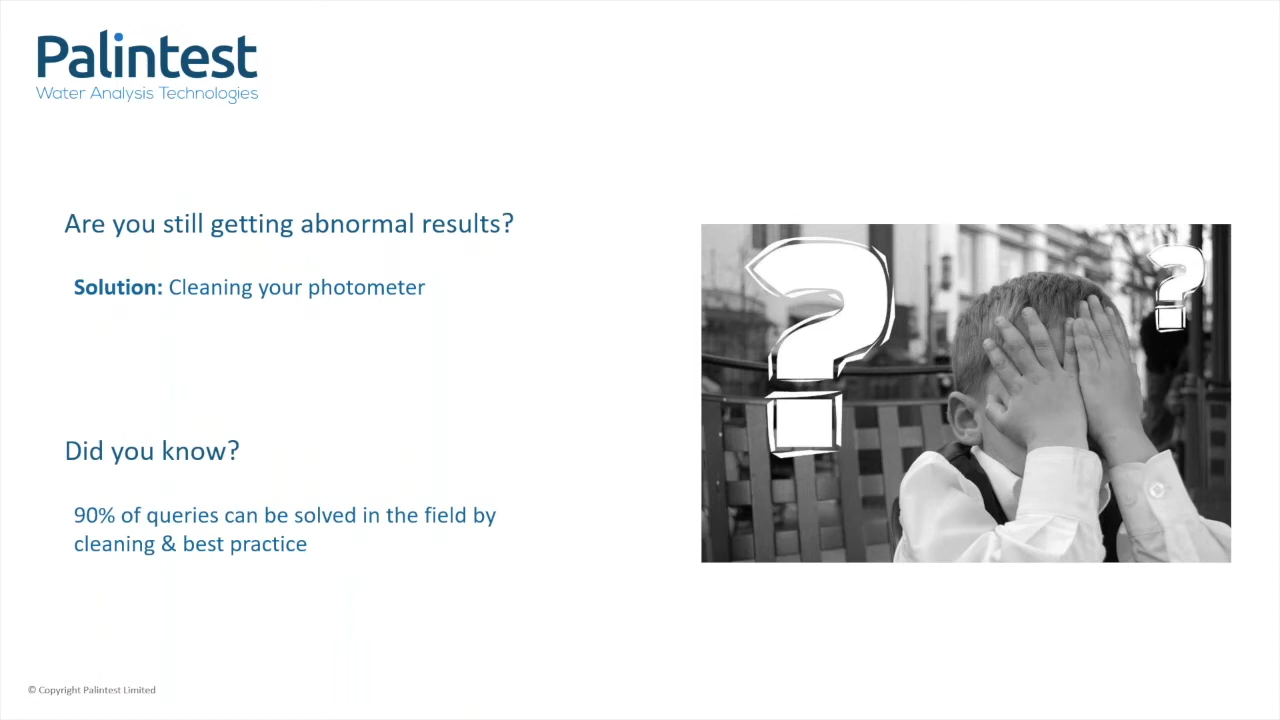 Palintest
Water Analysis Technologies
Are you still getting abnormal results?
Solution: Cleaning your photometer
Did you know?
90% of queries can be solved in the field by
cleaning & best practice
? ?
© Copyright Palintest Limited